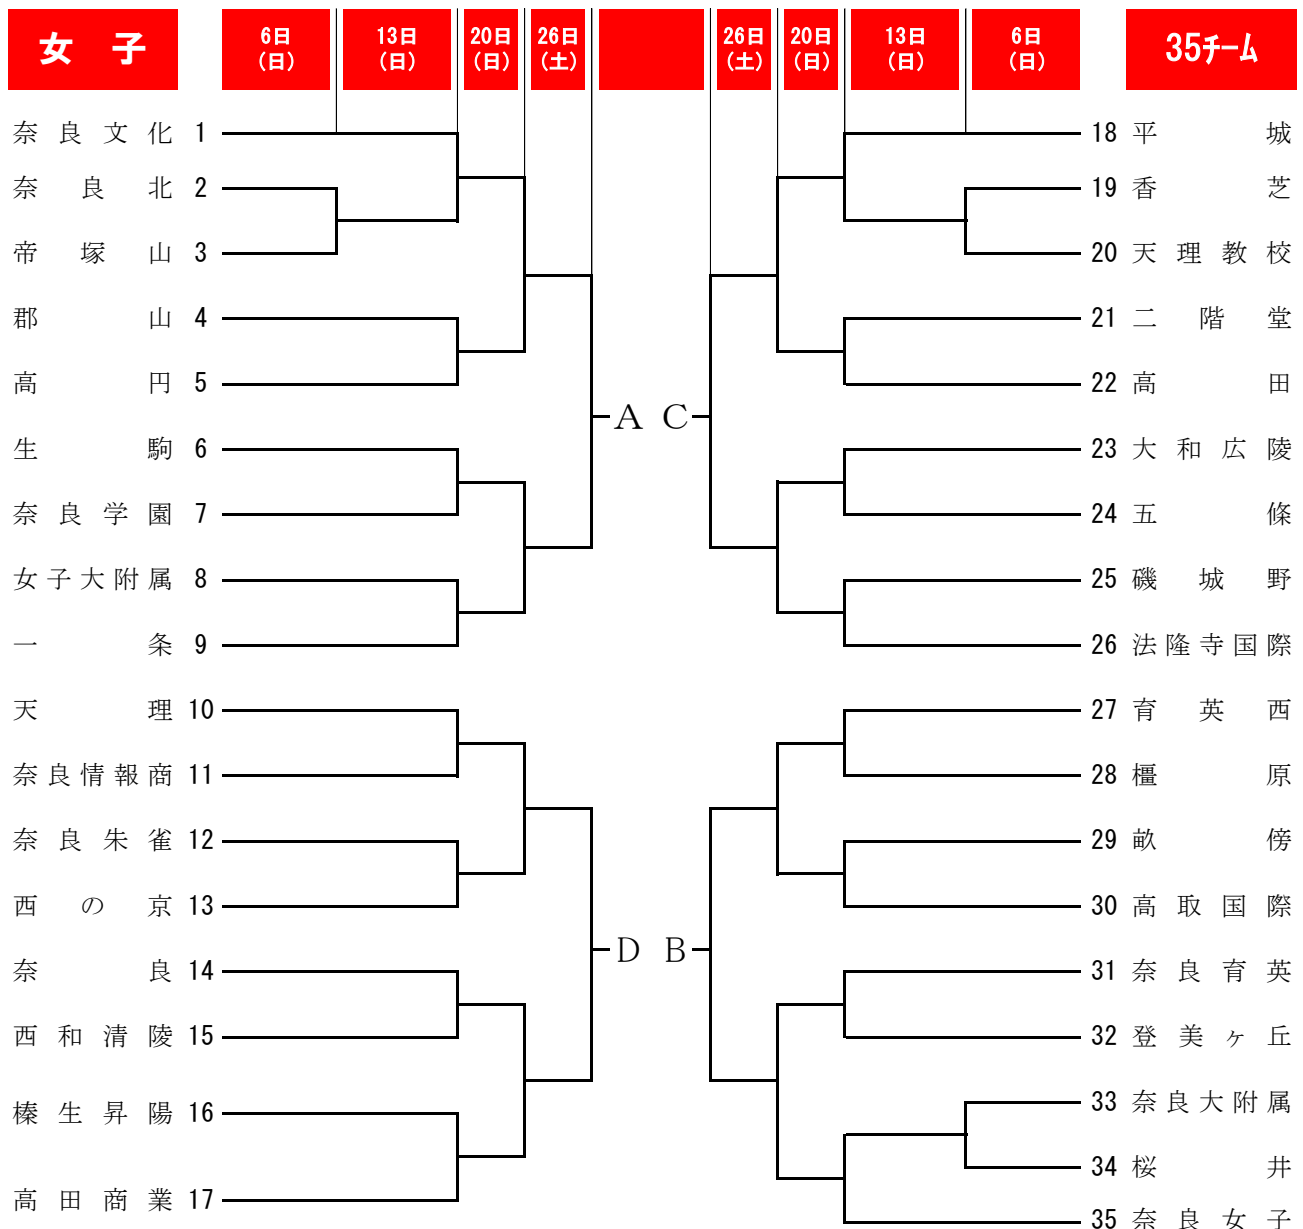 女 子 6日(日) 13日(日) 20日(日) 26日(土) 26日(土) 20日(日) 13日(日) 6日(日) 35チーム
奈良文化 1 18 平城
奈良北 2 19 香芝
帝塚山 3 20 天理教校
郡山 4 21 二階堂
高円 5 22 高田
A C
生駒 6 23 大和広陵
奈良学園 7 24 五條
女子大附属 8 25 磯城野
一条 9 26 法隆寺国際
天理 10 27 育英西
奈良情報商 11 28 橿原
奈良朱雀 12 29 畝傍
西の京 13 30 高取国際
D B
奈良 14 31 奈良育英
西和清陵 15 32 登美ヶ丘
榛生昇陽 16 33 奈良大附属
34 桜井
高田商業 17 35 奈良女子